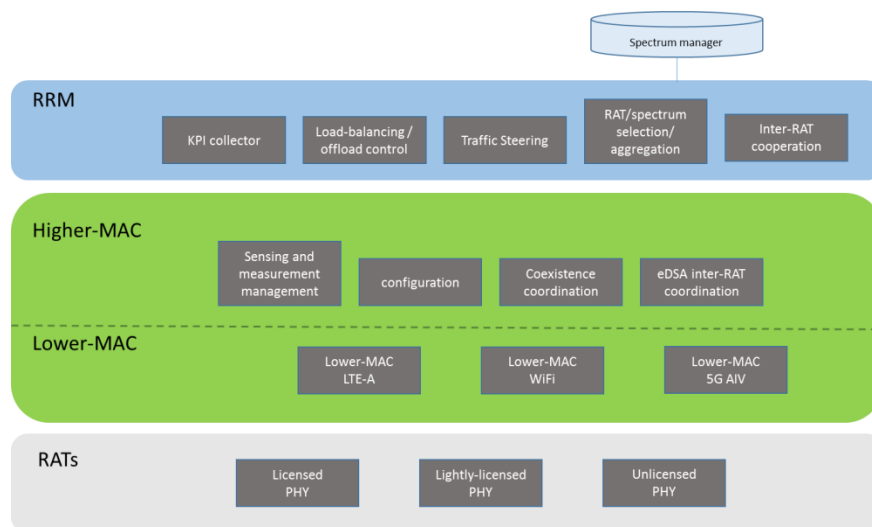 Spectrum manager
RRM
KPI collector
Load-balancing /
offload control
Traffic Steering
RAT/spectrum
selection/
aggregation
Inter-RAT
cooperation
Higher-MAC
Sensing and
measurement
management
configuration
Coexistence
coordination
eDSA inter-RAT
coordination
Lower-MAC
Lower-MAC
LTE-A
Lower-MAC
WiFi
Lower-MAC
5G AIV
RATs
Licensed
PHY
Lightly-licensed
PHY
Unlicensed
PHY